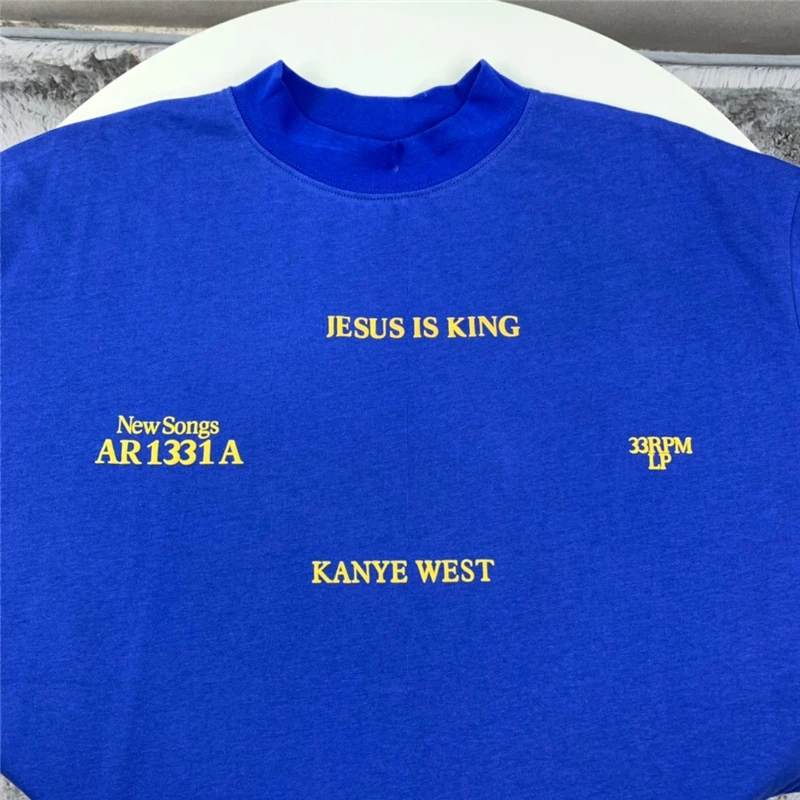 JESUS IS KING
New Songs
AR 1331 A
33RPM
LP
KANYE WEST